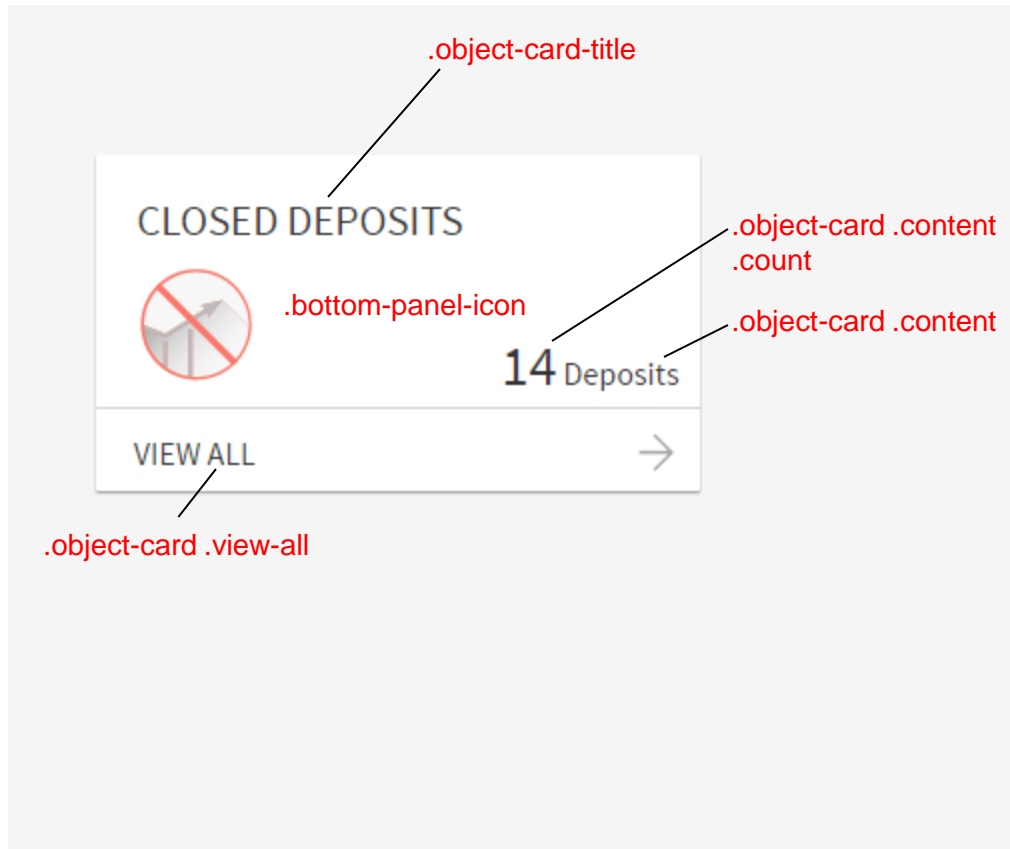 .object-card-title
CLOSED DEPOSITS
.object-card .content
.count
.bottom-panel-icon
.object-card .content
14 Deposits
VIEW ALL
.object-card .view-all